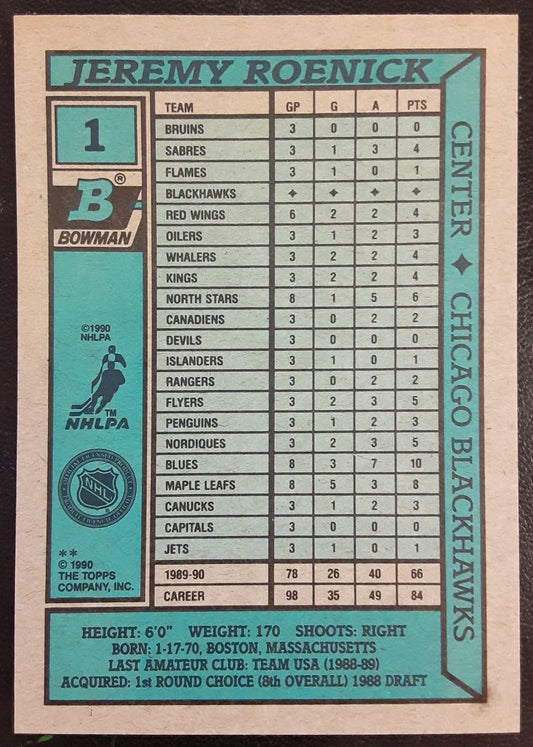 JEREMY ROENICK
1
B®
BOWMAN
©1990
NHLPA
TM
NHLPA
NHL
**
© 1990
THE TOPPS
COMPANY, INC.
TEAM GP G A PTS
BRUINS 3 0 0 0
SABRES 3 1 3 4
FLAMES 3 1 0 1
BLACKHAWKS ✦ ✦ ✦ ✦
RED WINGS 6 2 2 4
OILERS 3 1 2 3
WHALERS 3 2 2 4
KINGS 3 2 2 4
NORTH STARS 8 1 5 6
CANADIENS 3 0 2 2
DEVILS 3 0 0 0
ISLANDERS 3 1 0 1
RANGERS 3 0 2 2
FLYERS 3 2 3 5
PENGUINS 3 1 2 3
NORDIQUES 3 2 3 5
BLUES 8 3 7 10
MAPLE LEAFS 8 5 3 8
CANUCKS 3 1 2 3
CAPITALS 3 0 0 0
JETS 3 1 0 1
1989-90 78 26 40 66
CAREER 98 35 49 84
CENTER ✦ CHICAGO BLACKHAWKS
HEIGHT: 6'0" WEIGHT: 170 SHOOTS: RIGHT
BORN: 1-17-70, BOSTON, MASSACHUSETTS
LAST AMATEUR CLUB: TEAM USA (1988-89)
ACQUIRED: 1st ROUND CHOICE (8th OVERALL) 1988 DRAFT